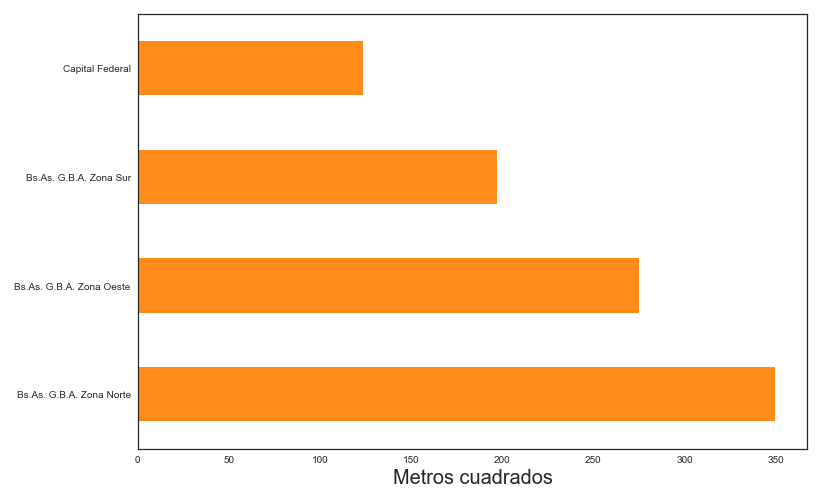 Capital Federal
Bs.As. G.B.A. Zona Sur
Bs.As. G.B.A. Zona Oeste
Bs.As. G.B.A. Zona Norte
0 50 100 150 200 250 300 350
Metros cuadrados